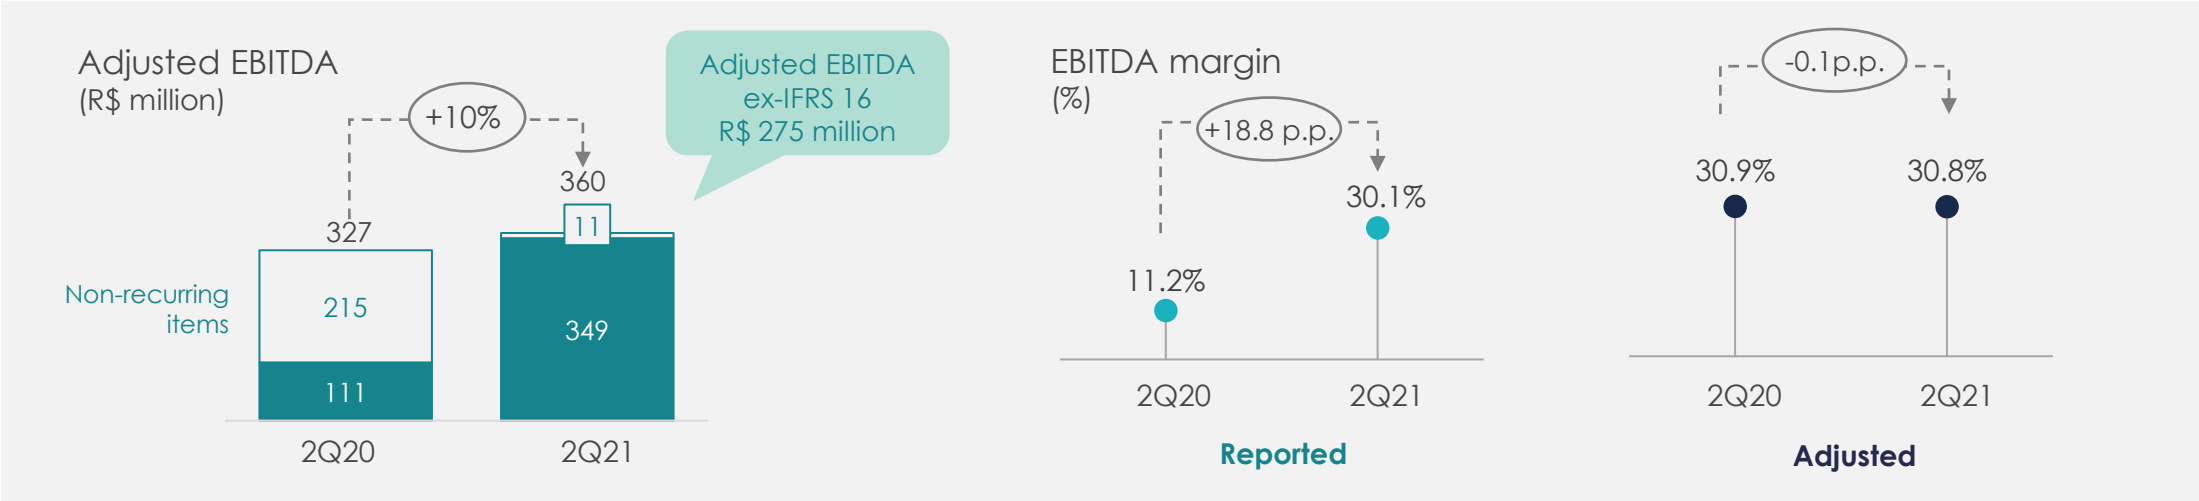 Adjusted EBITDA
(R$ million)
+10%
Adjusted EBITDA
ex-IFRS 16
R$ 275 million
327
360
Non-recurring
items
215
111
11
349
2Q20
2Q21
EBITDA margin
(%)
+18.8 p.p.
11.2%
30.1%
2Q20
2Q21
Reported
-0.1p.p.
30.9%
30.8%
2Q20
2Q21
Adjusted